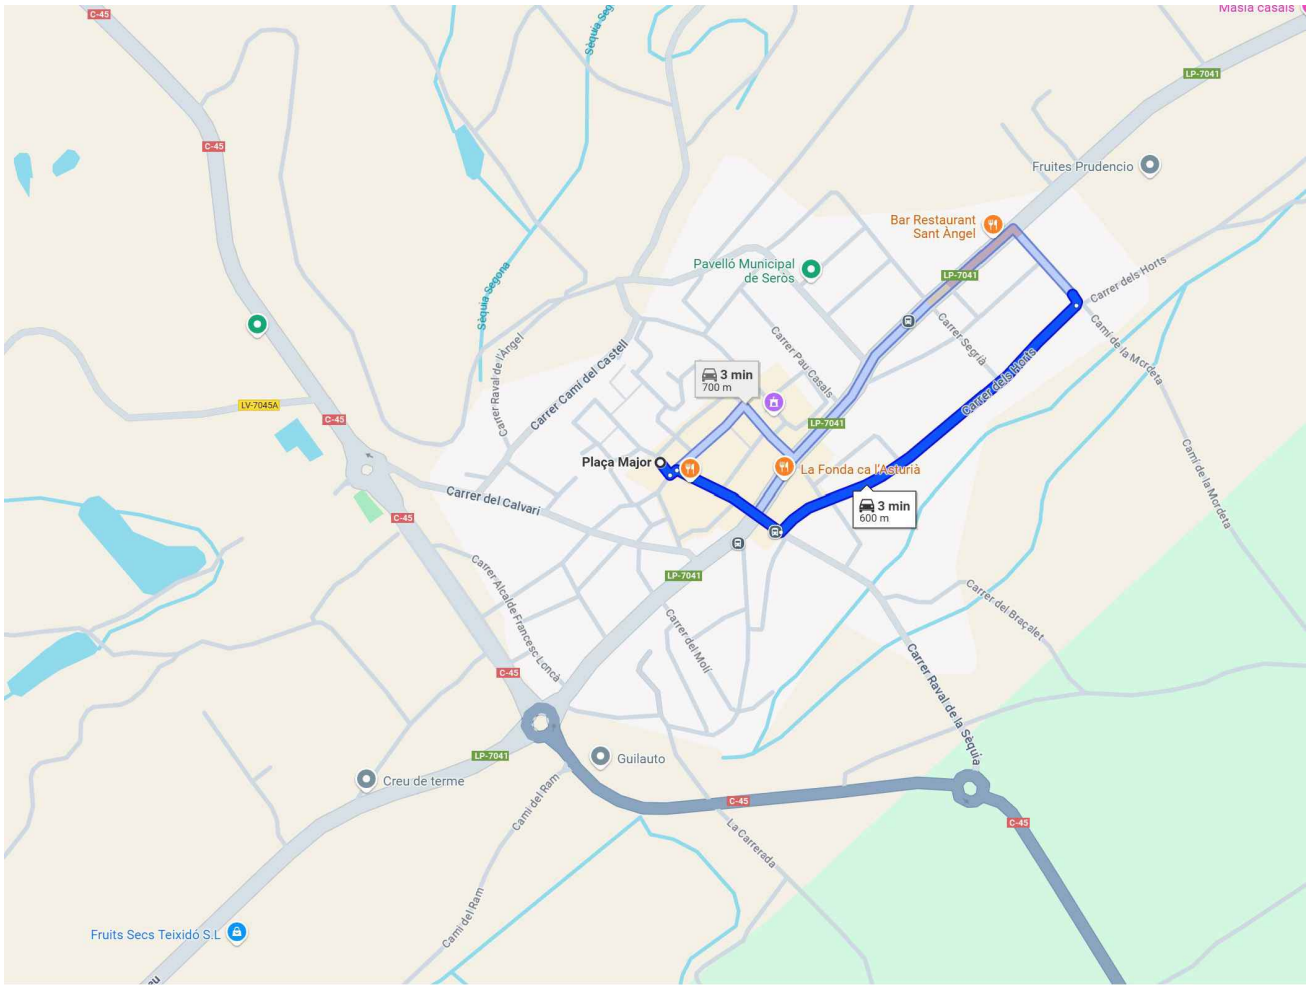 C-45
Sèquia Seg
Masia casals
LP-7041
C-45
Fruites Prudencio
Bar Restaurant
Sant Àngel
Pavelló Municipal
de Seròs
LP-7041
Carrer dels Horts
Sèquia Segona
Carrer Raval de l'Àngel
Carrer Camí del Castell
Carrer Pau Casals
Carrer Segrià
Camí de la Mordeta
3 min
700 m
Carrer dels Horts
LV-7045A
C-45
LP-7041
Plaça Major
La Fonda ca l'Asturià
Camí de la Mordeta
Carrer del Calvari
3 min
600 m
C-45
LP-7041
Carrer Alcalde Francesc Loncà
Carrer del Molí
Carrer del Braçalet
Carrer Raval de la Sèquia
C-45
LP-7041
Guilauto
Creu de terme
Camí del Ram
C-45
C-45
La Carrerada
Camí del Ram
Fruits Secs Teixidó S.L